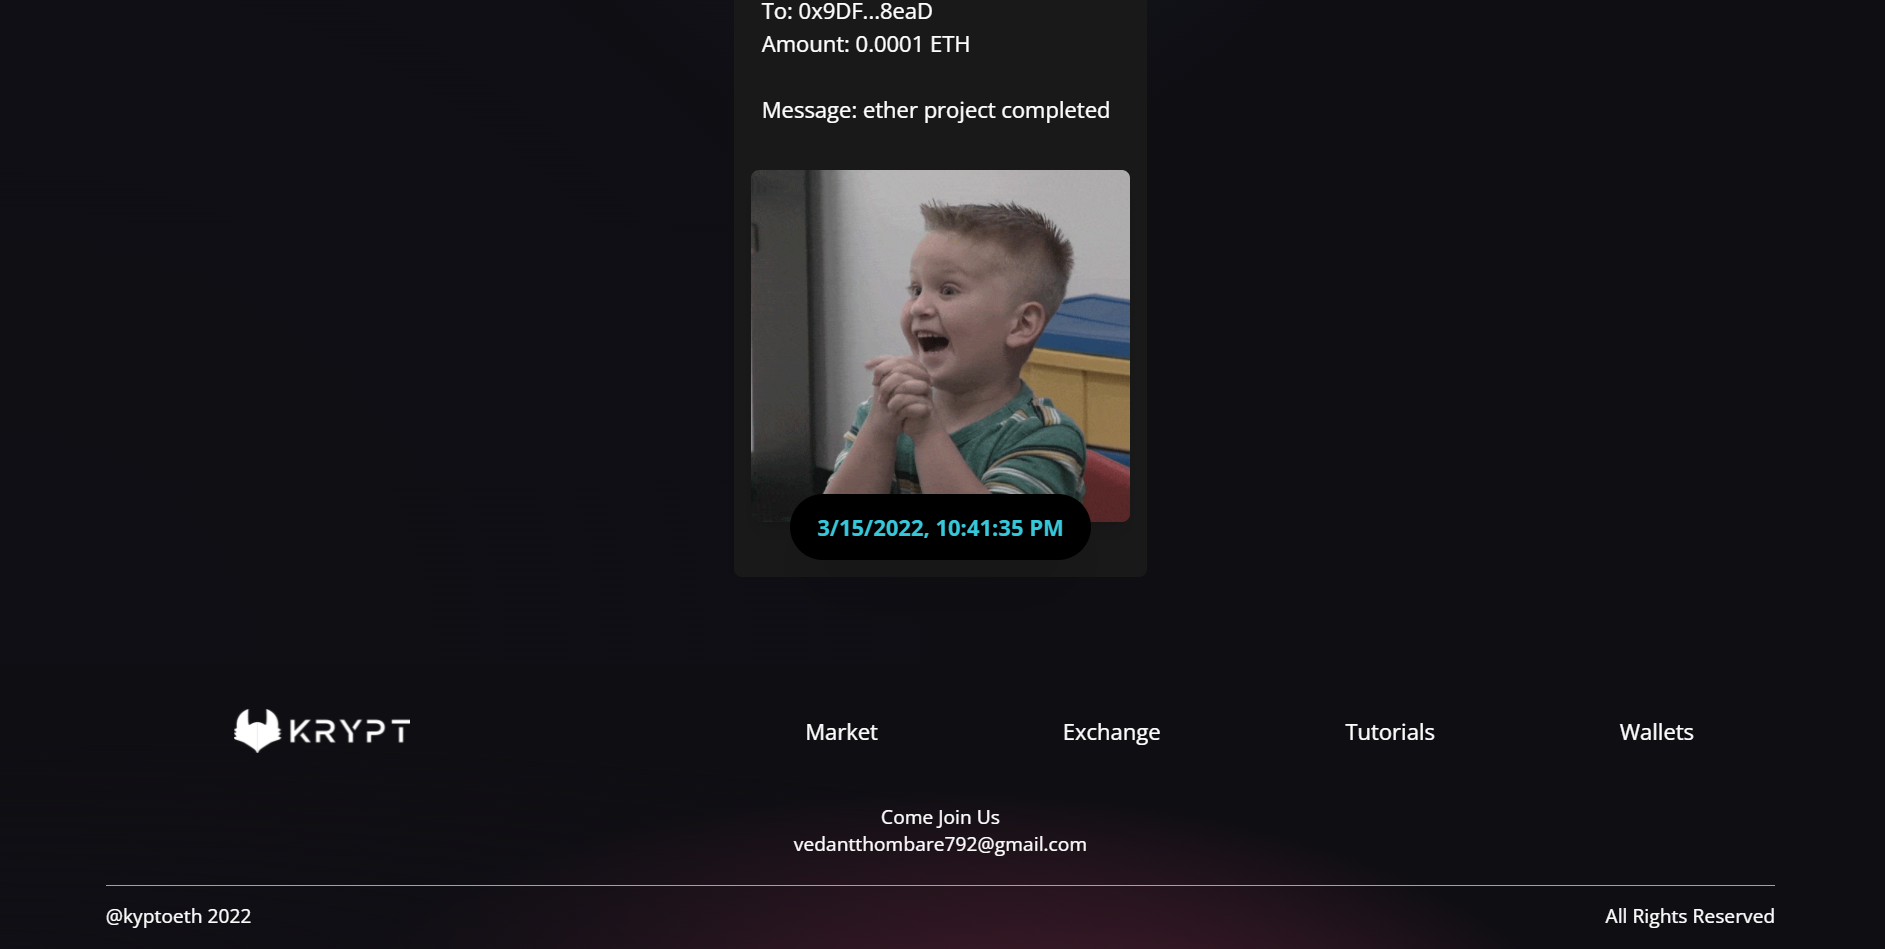 To: 0x9DF...8eaD
Amount: 0.0001 ETH
Message: ether project completed
3/15/2022, 10:41:35 PM
KRYPT
Market
Exchange
Tutorials
Wallets
Come Join Us
vedantthombare792@gmail.com
@kyptoeth 2022
All Rights Reserved